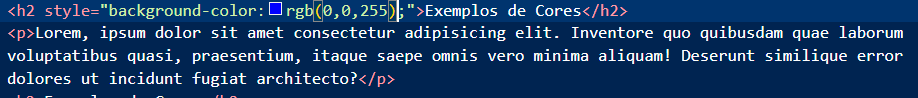 <h2 style="background-color:rgb(0,0,255);">Exemplos de Cores</h2>
<p>Lorem, ipsum dolor sit amet consectetur adipisicing elit. Inventore quo quibusdam quae laborum
voluptatibus quasi, praesentium, itaque saepe omnis vero minima aliquam! Deserunt similique error
dolores ut incidunt fugiat architecto?</p>